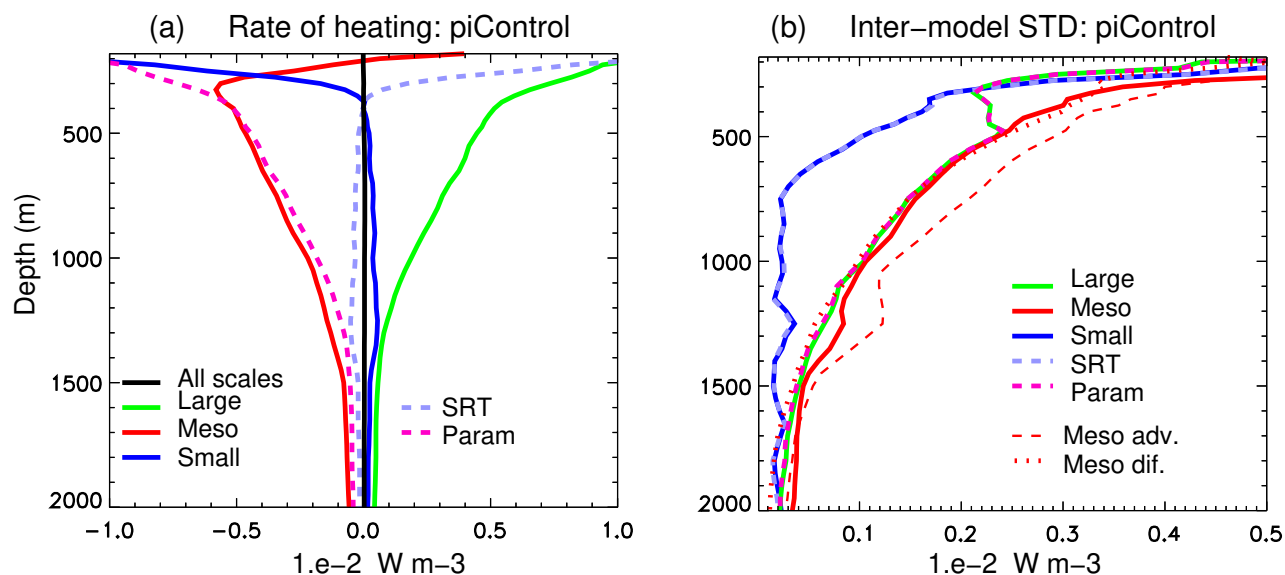 (a) Rate of heating: piControl
Depth (m)
500
1000
1500
2000
All scales
Large
Meso
Small
SRT
Param
−1.0 −0.5 0.0 0.5 1.0
1.e−2 W m−3
(b) Inter−model STD: piControl
500
1000
1500
2000
Large
Meso
Small
SRT
Param
Meso adv.
Meso dif.
0.1 0.2 0.3 0.4 0.5
1.e−2 W m−3